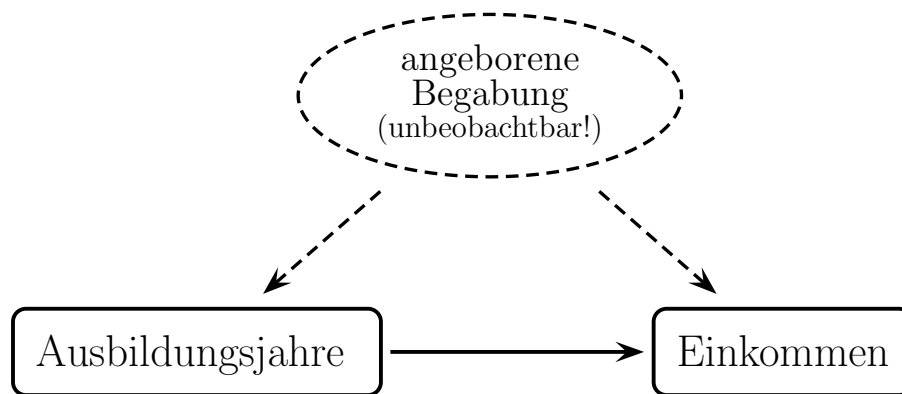 angeborene
Begabung
(unbeobachtbar!)
Ausbildungsjahre
Einkommen